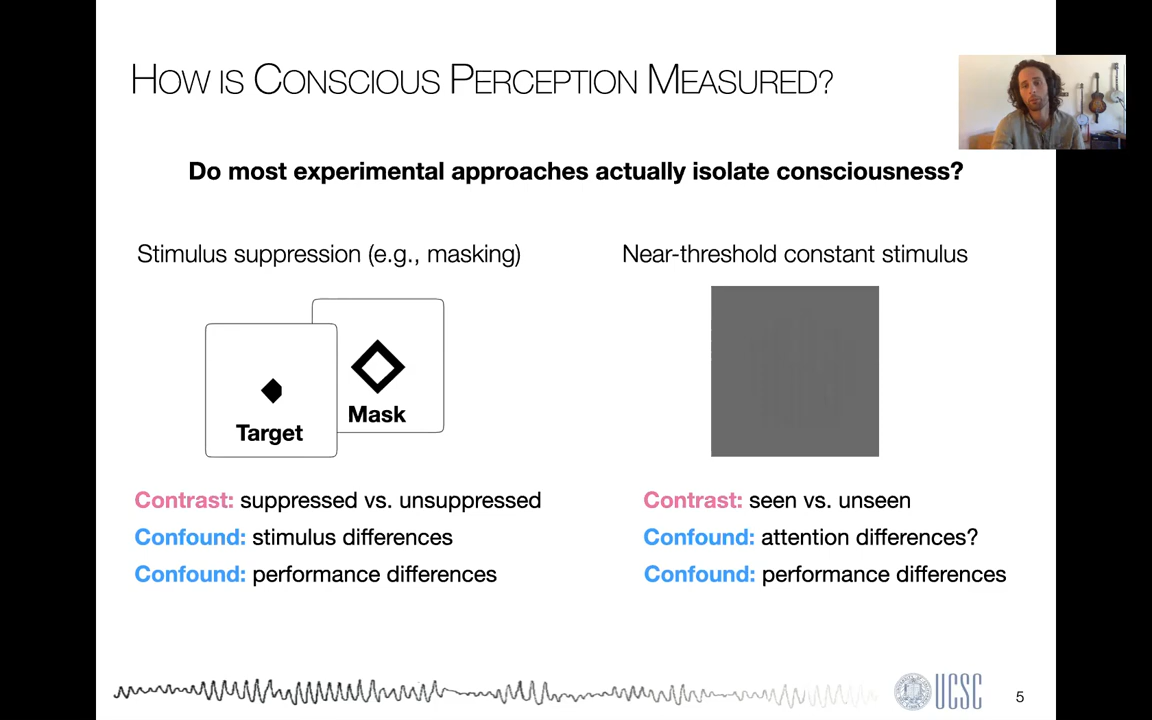 HOW IS CONSCIOUS PERCEPTION MEASURED?
Do most experimental approaches actually isolate consciousness?
Stimulus suppression (e.g., masking)
Near-threshold constant stimulus
Mask
Target
Contrast: suppressed vs. unsuppressed
Confound: stimulus differences
Confound: performance differences
Contrast: seen vs. unseen
Confound: attention differences?
Confound: performance differences
UCSC
5